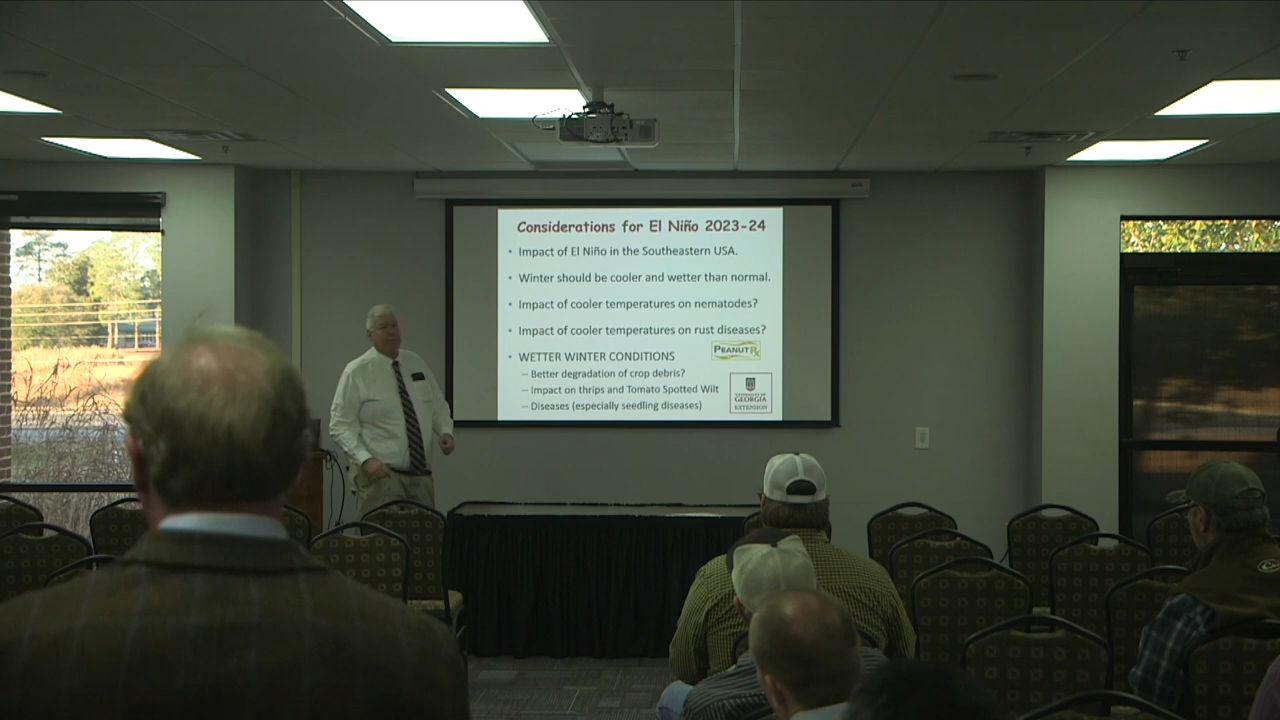 Considerations for El Niño 2023-24
• Impact of El Niño in the Southeastern USA.
• Winter should be cooler and wetter than normal.
• Impact of cooler temperatures on nematodes?
• Impact of cooler temperatures on rust diseases?
• WETTER WINTER CONDITIONS
– Better degradation of crop debris?
– Impact on thrips and Tomato Spotted Wilt
– Diseases (especially seedling diseases)
PEANUT Rx
UNIVERSITY OF
GEORGIA
EXTENSION